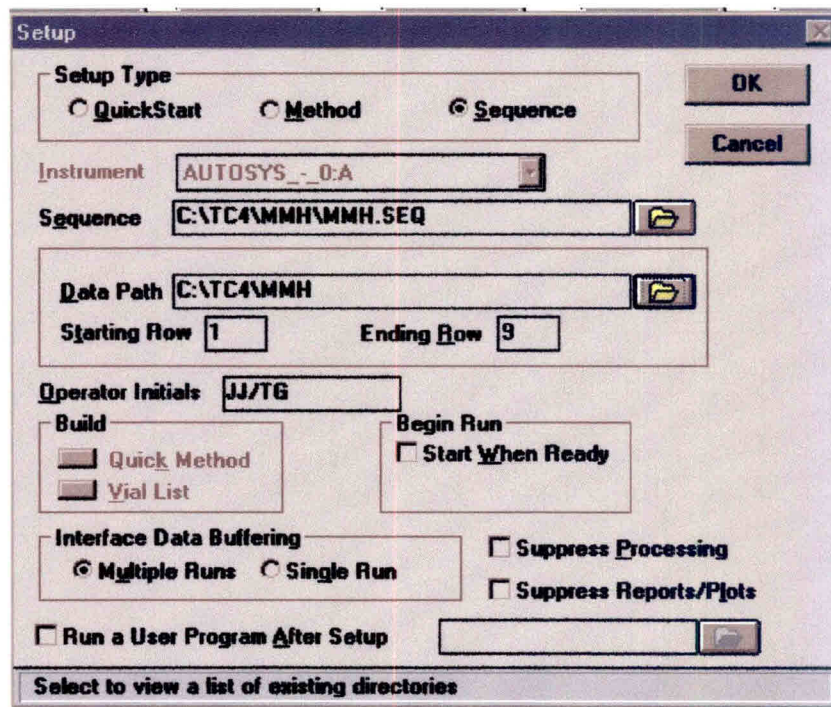 Setup
Setup Type
QuickStart Method Sequence
OK
Cancel
Instrument AUTOSYS_-_0:A
Sequence C:\TC4\MMH\MMH.SEQ
Data Path C:\TC4\MMH
Starting Row 1 Ending Row 9
Operator Initials JJ/TG
Build
Quick Method
Vial List
Begin Run
Start When Ready
Interface Data Buffering
Multiple Runs Single Run
Suppress Processing
Suppress Reports/Plots
Run a User Program After Setup
Select to view a list of existing directories